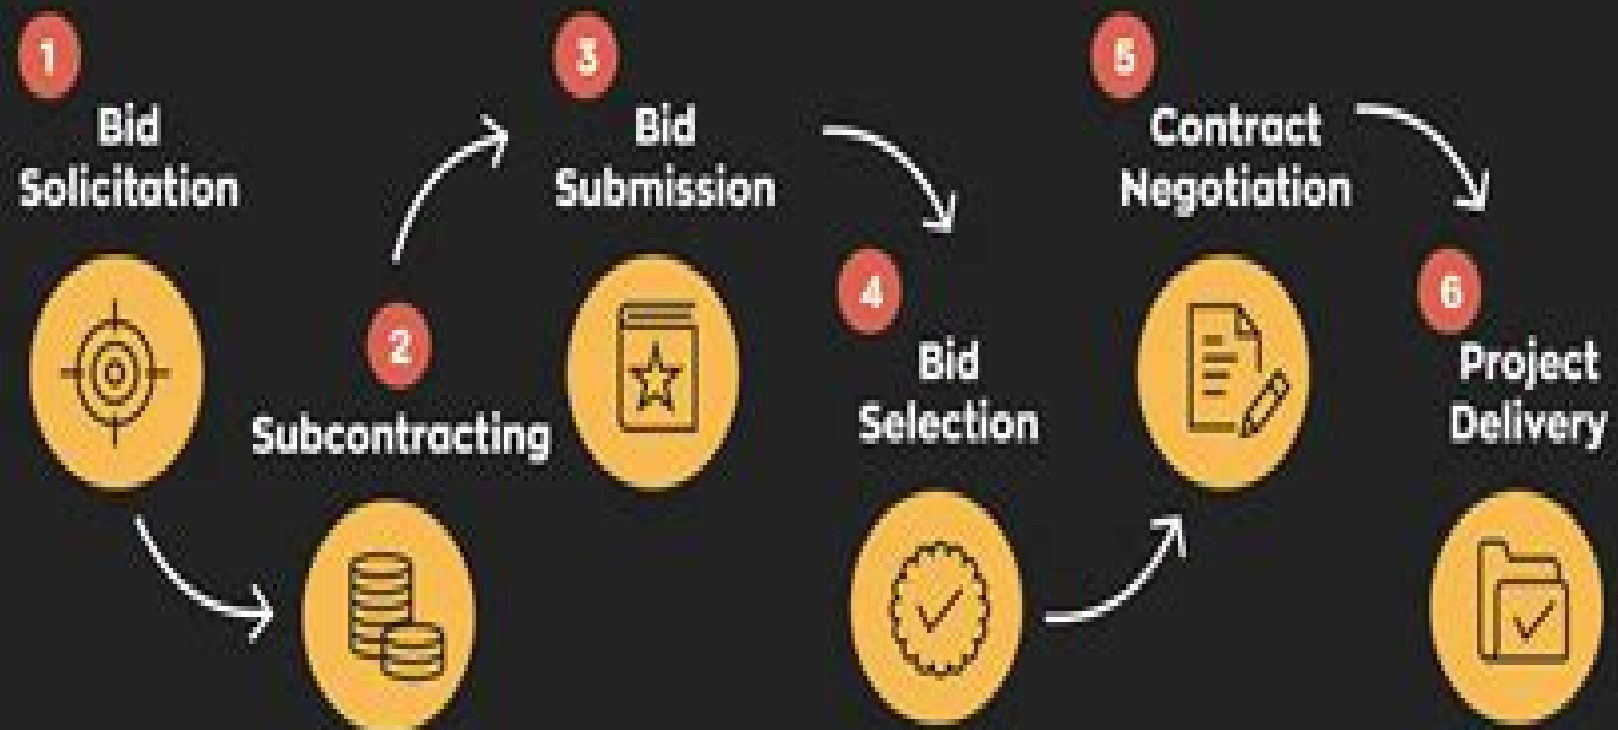 1
Bid
Solicitation
2
Subcontracting
3
Bid
Submission
4
Bid
Selection
5
Contract
Negotiation
6
Project
Delivery